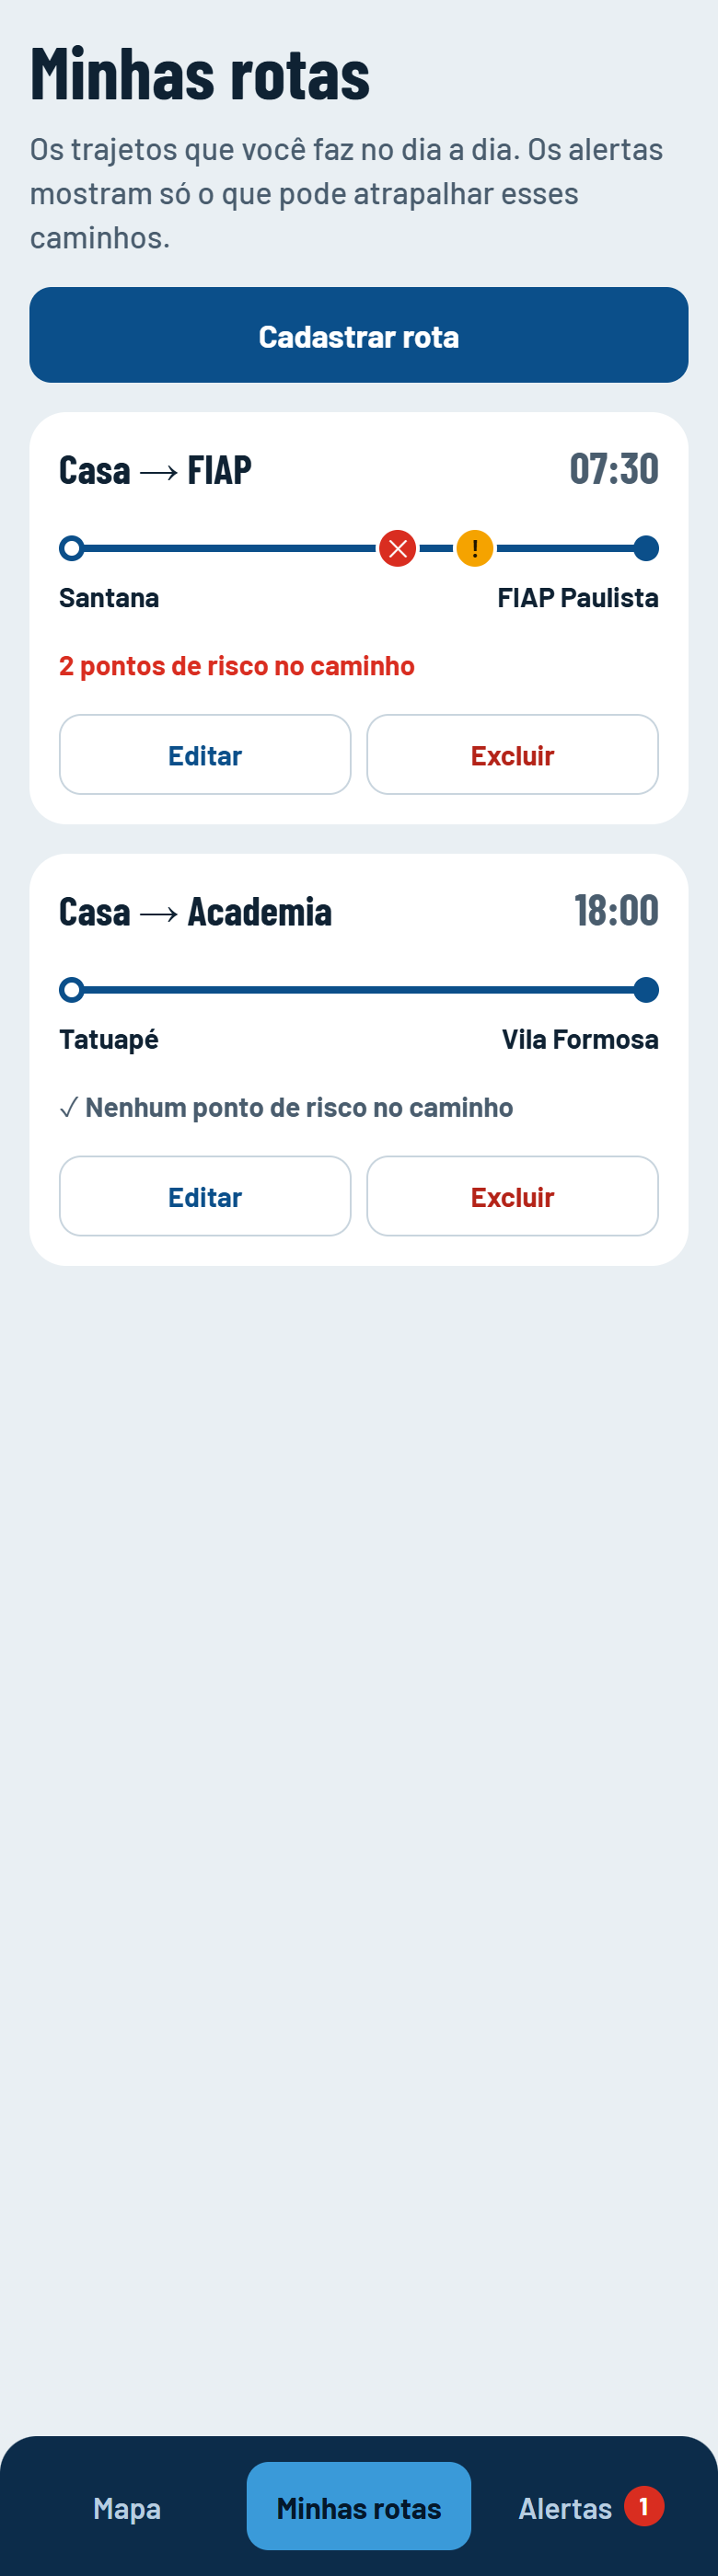 Minhas rotas
Os trajetos que você faz no dia a dia. Os alertas
mostram só o que pode atrapalhar esses
caminhos.
Cadastrar rota
Casa → FIAP 07:30
!
Santana FIAP Paulista
2 pontos de risco no caminho
Editar Excluir
Casa → Academia 18:00
Tatuapé Vila Formosa
✓ Nenhum ponto de risco no caminho
Editar Excluir
Mapa Minhas rotas Alertas 1